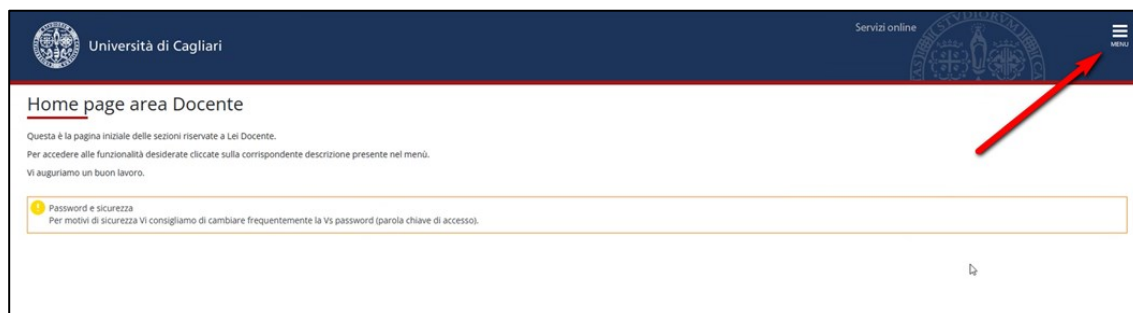 Università di Cagliari
Servizi online
MENU
Home page area Docente
Questa è la pagina iniziale delle sezioni riservate a Lei Docente.
Per accedere alle funzionalità desiderate cliccate sulla corrispondente descrizione presente nel menù.
Vi auguriamo un buon lavoro.
Password e sicurezza
Per motivi di sicurezza Vi consigliamo di cambiare frequentemente la Vs password (parola chiave di accesso).